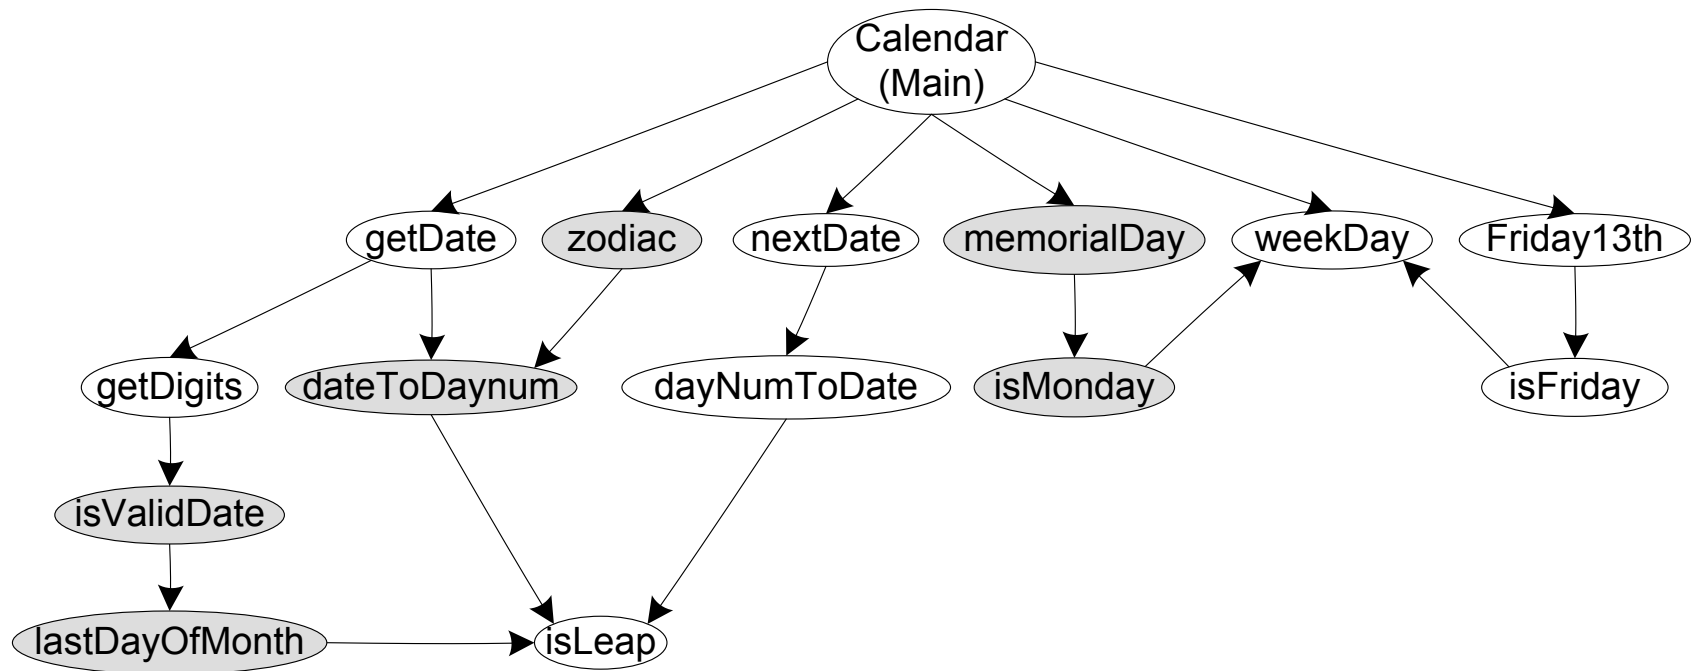 Calendar
(Main)
getDate
zodiac
nextDate
memorialDay
weekDay
Friday13th
getDigits
dateToDaynum
dayNumToDate
isMonday
isFriday
isValidDate
lastDayOfMonth
isLeap